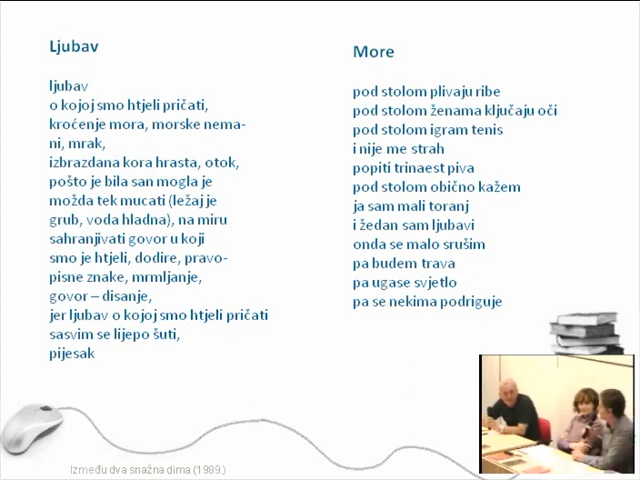 Ljubav
ljubav
o kojoj smo htjeli pričati,
kroćenje mora, morske nema-
ni, mrak,
izbrazdana kora hrasta, otok,
pošto je bila san mogla je
možda tek mucati (ležaj je
grub, voda hladna), na miru
sahranjivati govor u koji
smo je htjeli, dodire, pravo-
pisne znake, mrmljanje,
govor – disanje,
jer ljubav o kojoj smo htjeli pričati
sasvim se lijepo šuti,
pijesak
More
pod stolom plivaju ribe
pod stolom ženama ključaju oči
pod stolom igram tenis
i nije me strah
popiti trinaest piva
pod stolom obično kažem
ja sam mali toranj
i žedan sam ljubavi
onda se malo srušim
pa budem trava
pa ugase svjetlo
pa se nekima podriguje
Između dva snažna dima (1989.)